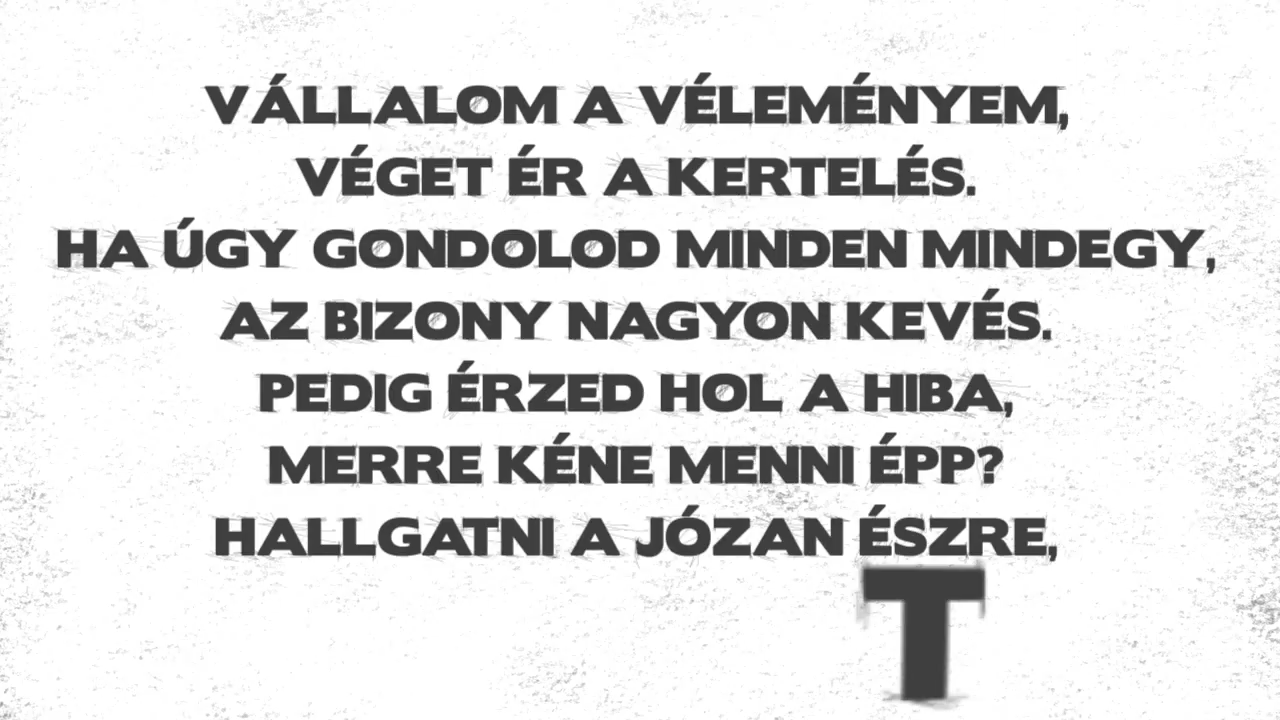 VÁLLALOM A VÉLEMÉNYEM,
VÉGET ÉR A KERTELÉS.
HA ÚGY GONDOLOD MINDEN MINDEGY,
AZ BIZONY NAGYON KEVÉS.
PEDIG ÉRZED HOL A HIBA,
MERRE KÉNE MENNI ÉPP?
HALLGATNI A JÓZAN ÉSZRE,
T